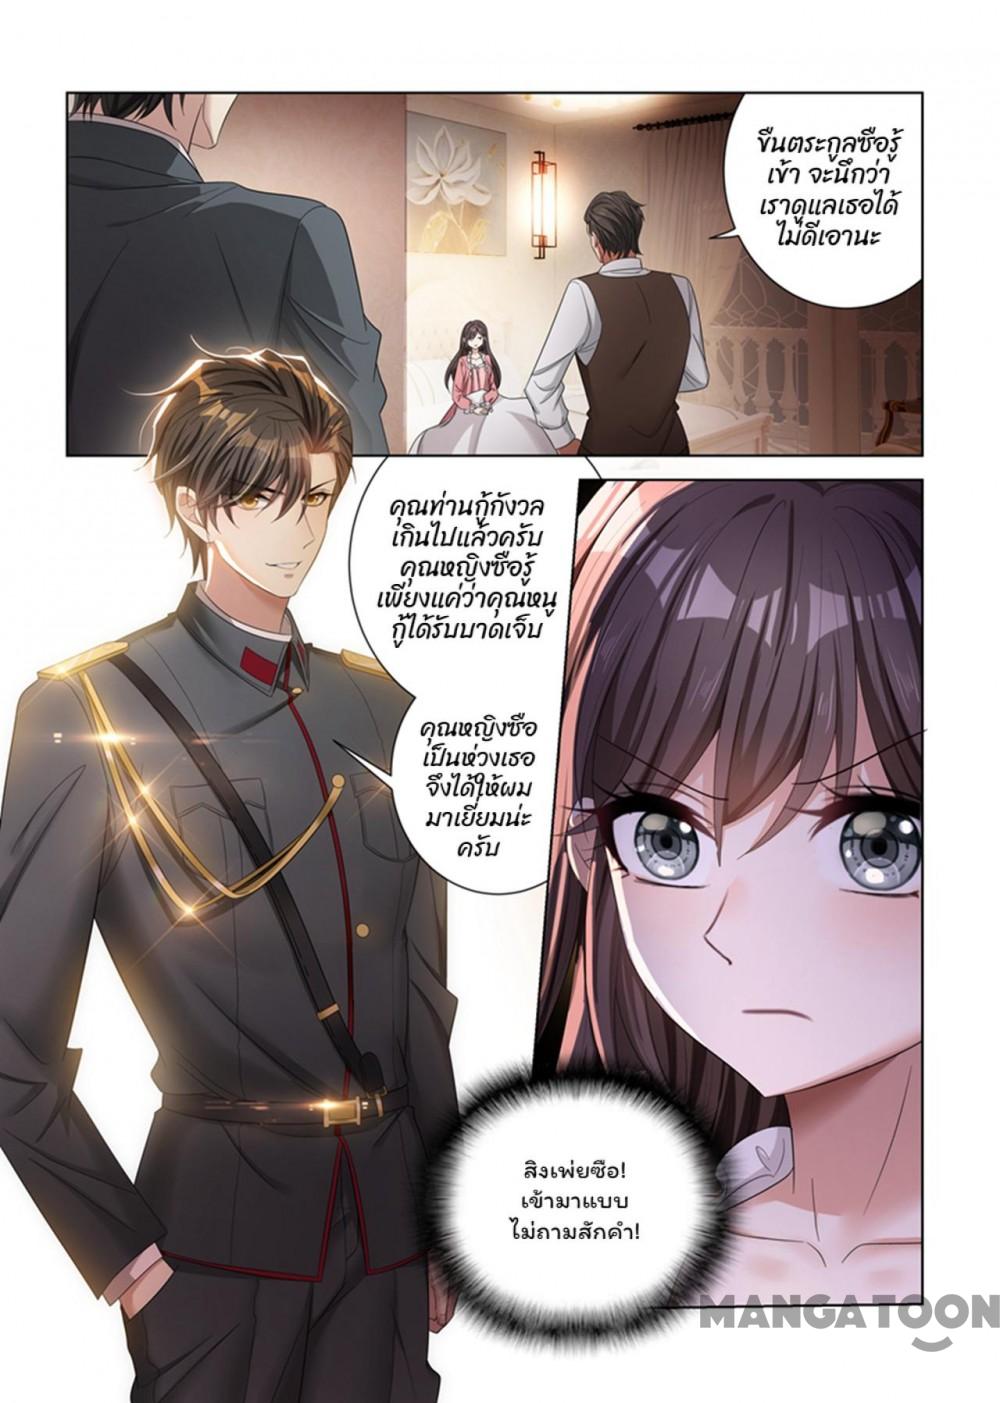 ขืนตระกูลซือรู้
เข้า จะนึกว่า
เราดูแลเธอได้
ไม่ดีเอานะ
คุณท่านกู้กังวล
เกินไปแล้วครับ
คุณหญิงซือรู้
เพียงแค่ว่าคุณหนู
กู้ได้รับบาดเจ็บ
คุณหญิงซือ
เป็นห่วงเธอ
จึงได้ให้ผม
มาเยี่ยมน่ะ
ครับ
สิงเพ่ยซือ!
เข้ามาแบบ
ไม่ถามสักคำ!
MANGATOON